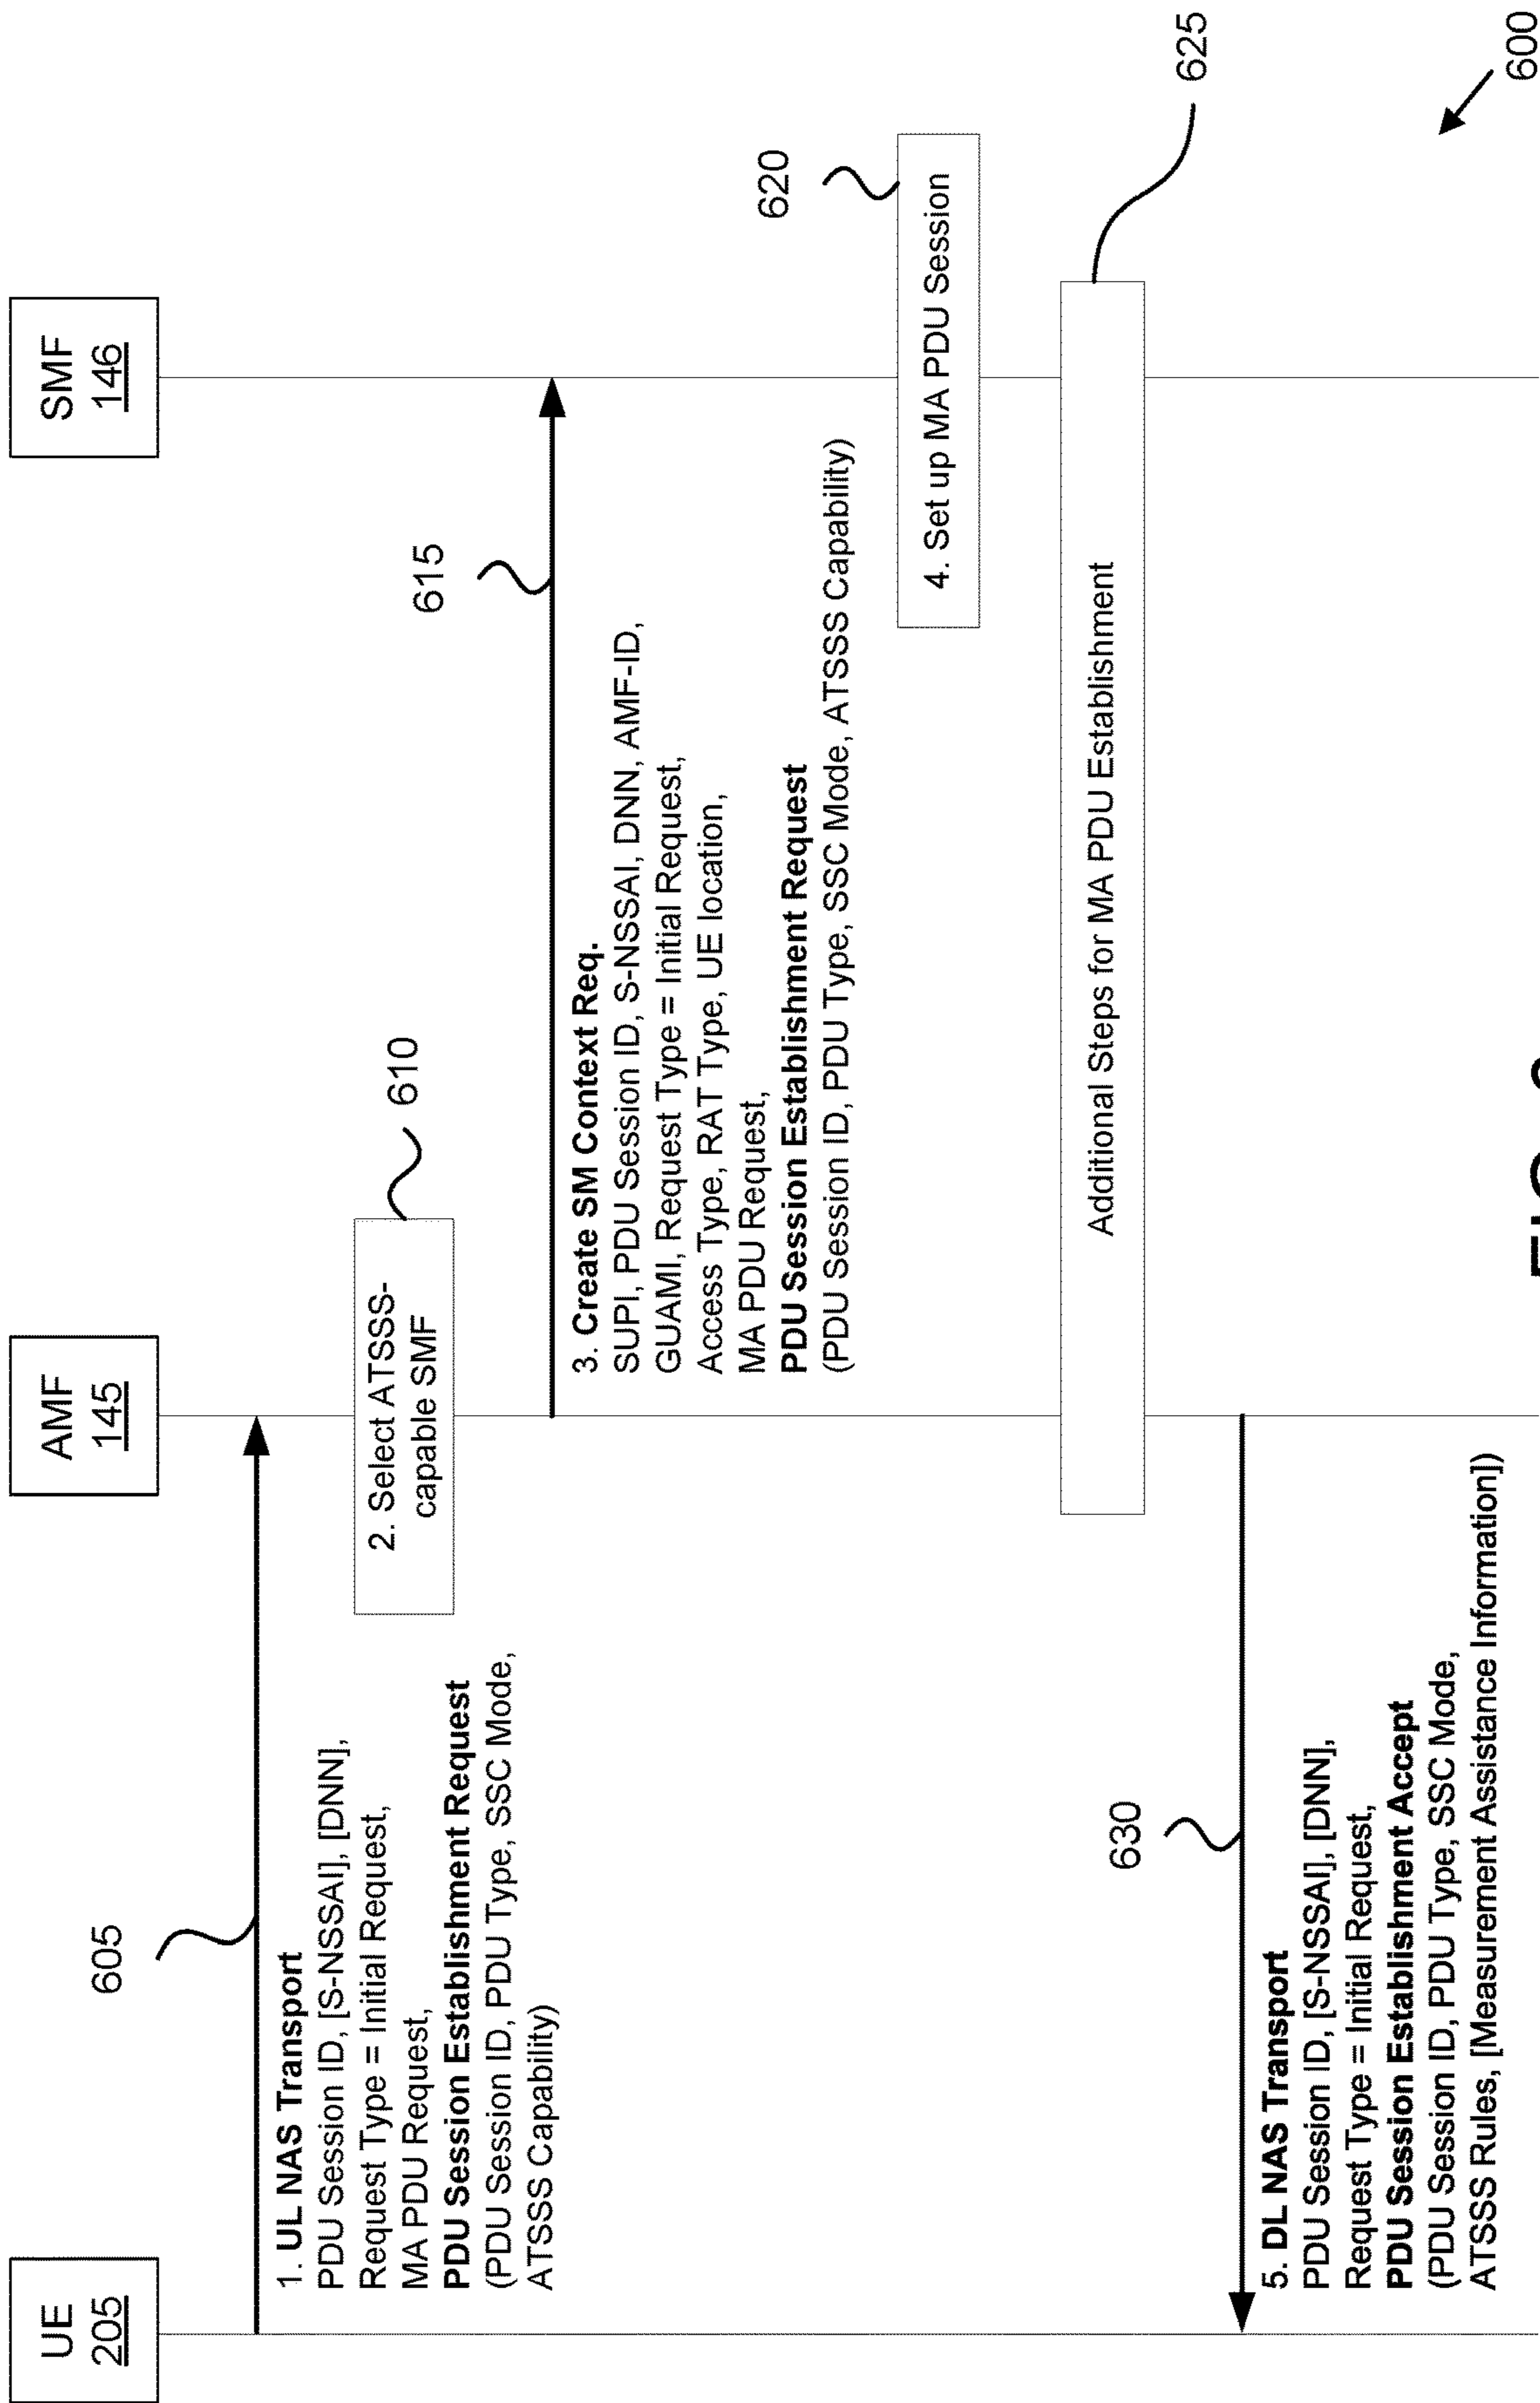 UE
205
AMF
145
SMF
146
605
1. UL NAS Transport
PDU Session ID, [S-NSSAI], [DNN],
Request Type = Initial Request,
MA PDU Request,
PDU Session Establishment Request
(PDU Session ID, PDU Type, SSC Mode,
ATSSS Capability)
2. Select ATSSS-
capable SMF
610
615
3. Create SM Context Req.
SUPI, PDU Session ID, S-NSSAI, DNN, AMF-ID,
GUAMI, Request Type = Initial Request,
Access Type, RAT Type, UE location,
MA PDU Request,
PDU Session Establishment Request
(PDU Session ID, PDU Type, SSC Mode, ATSSS Capability)
620
4. Set up MA PDU Session
Additional Steps for MA PDU Establishment
625
630
5. DL NAS Transport
PDU Session ID, [S-NSSAI], [DNN],
Request Type = Initial Request,
PDU Session Establishment Accept
(PDU Session ID, PDU Type, SSC Mode,
ATSSS Rules, [Measurement Assistance Information])
600